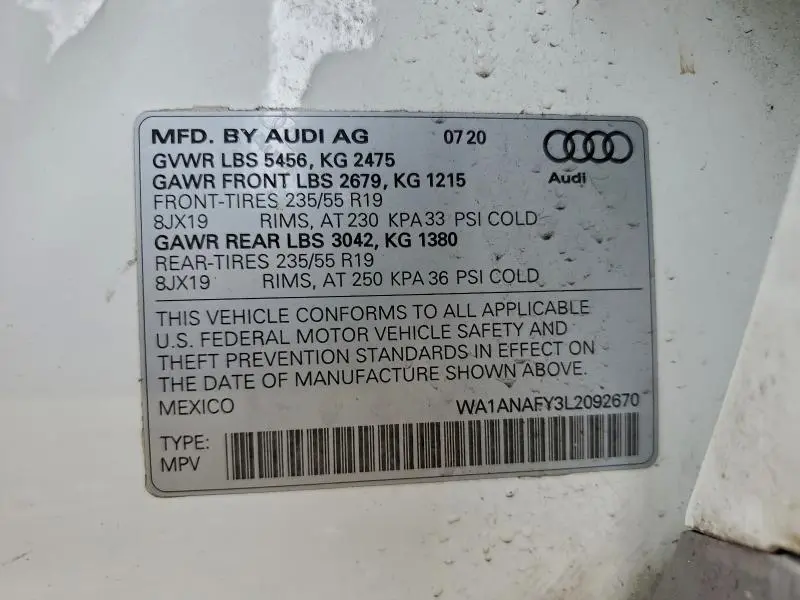 MFD. BY AUDI AG 07 20
GVWR LBS 5456, KG 2475
Audi
GAWR FRONT LBS 2679, KG 1215
FRONT-TIRES 235/55 R19
8JX19 RIMS, AT 230 KPA 33 PSI COLD
GAWR REAR LBS 3042, KG 1380
REAR-TIRES 235/55 R19
8JX19 RIMS, AT 250 KPA 36 PSI COLD
THIS VEHICLE CONFORMS TO ALL APPLICABLE
U.S. FEDERAL MOTOR VEHICLE SAFETY AND
THEFT PREVENTION STANDARDS IN EFFECT ON
THE DATE OF MANUFACTURE SHOWN ABOVE.
MEXICO WA1ANAFY3L2092670
TYPE:
MPV